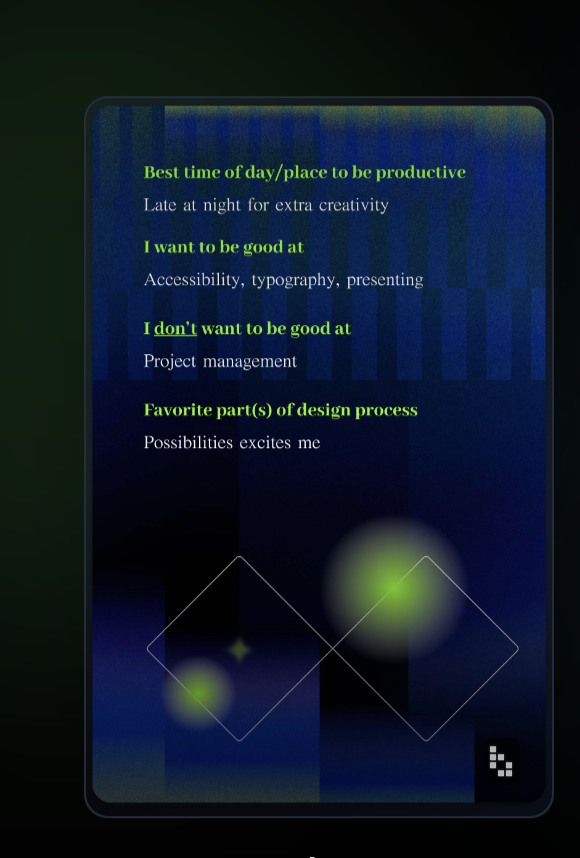 Best time of day/place to be productive
Late at night for extra creativity
I want to be good at
Accessibility, typography, presenting
I don't want to be good at
Project management
Favorite part(s) of design process
Possibilities excites me